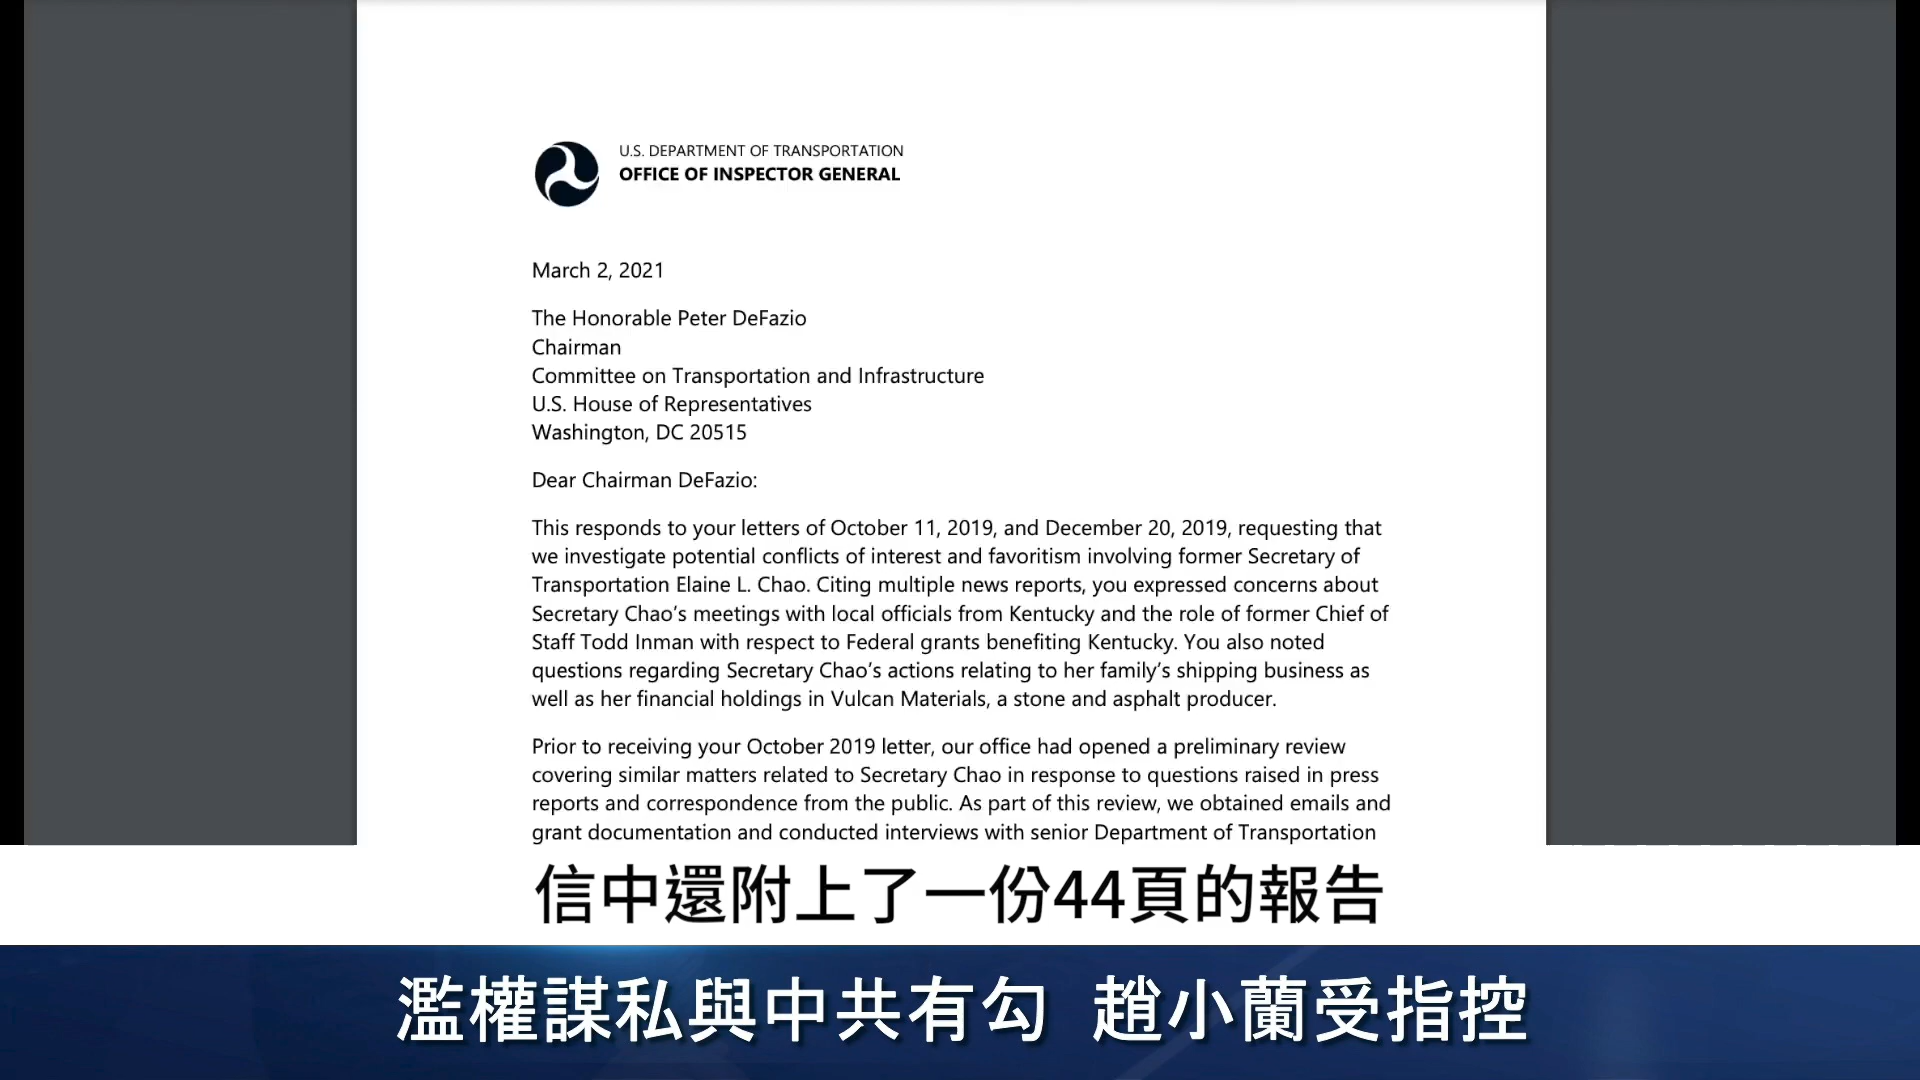 U.S. DEPARTMENT OF TRANSPORTATION
OFFICE OF INSPECTOR GENERAL
March 2, 2021
The Honorable Peter DeFazio
Chairman
Committee on Transportation and Infrastructure
U.S. House of Representatives
Washington, DC 20515
Dear Chairman DeFazio:
This responds to your letters of October 11, 2019, and December 20, 2019, requesting that
we investigate potential conflicts of interest and favoritism involving former Secretary of
Transportation Elaine L. Chao. Citing multiple news reports, you expressed concerns about
Secretary Chao’s meetings with local officials from Kentucky and the role of former Chief of
Staff Todd Inman with respect to Federal grants benefiting Kentucky. You also noted
questions regarding Secretary Chao’s actions relating to her family’s shipping business as
well as her financial holdings in Vulcan Materials, a stone and asphalt producer.
Prior to receiving your October 2019 letter, our office had opened a preliminary review
covering similar matters related to Secretary Chao in response to questions raised in press
reports and correspondence from the public. As part of this review, we obtained emails and
grant documentation and conducted interviews with senior Department of Transportation
信中還附上了一份44頁的報告
濫權謀私與中共有勾 趙小蘭受指控